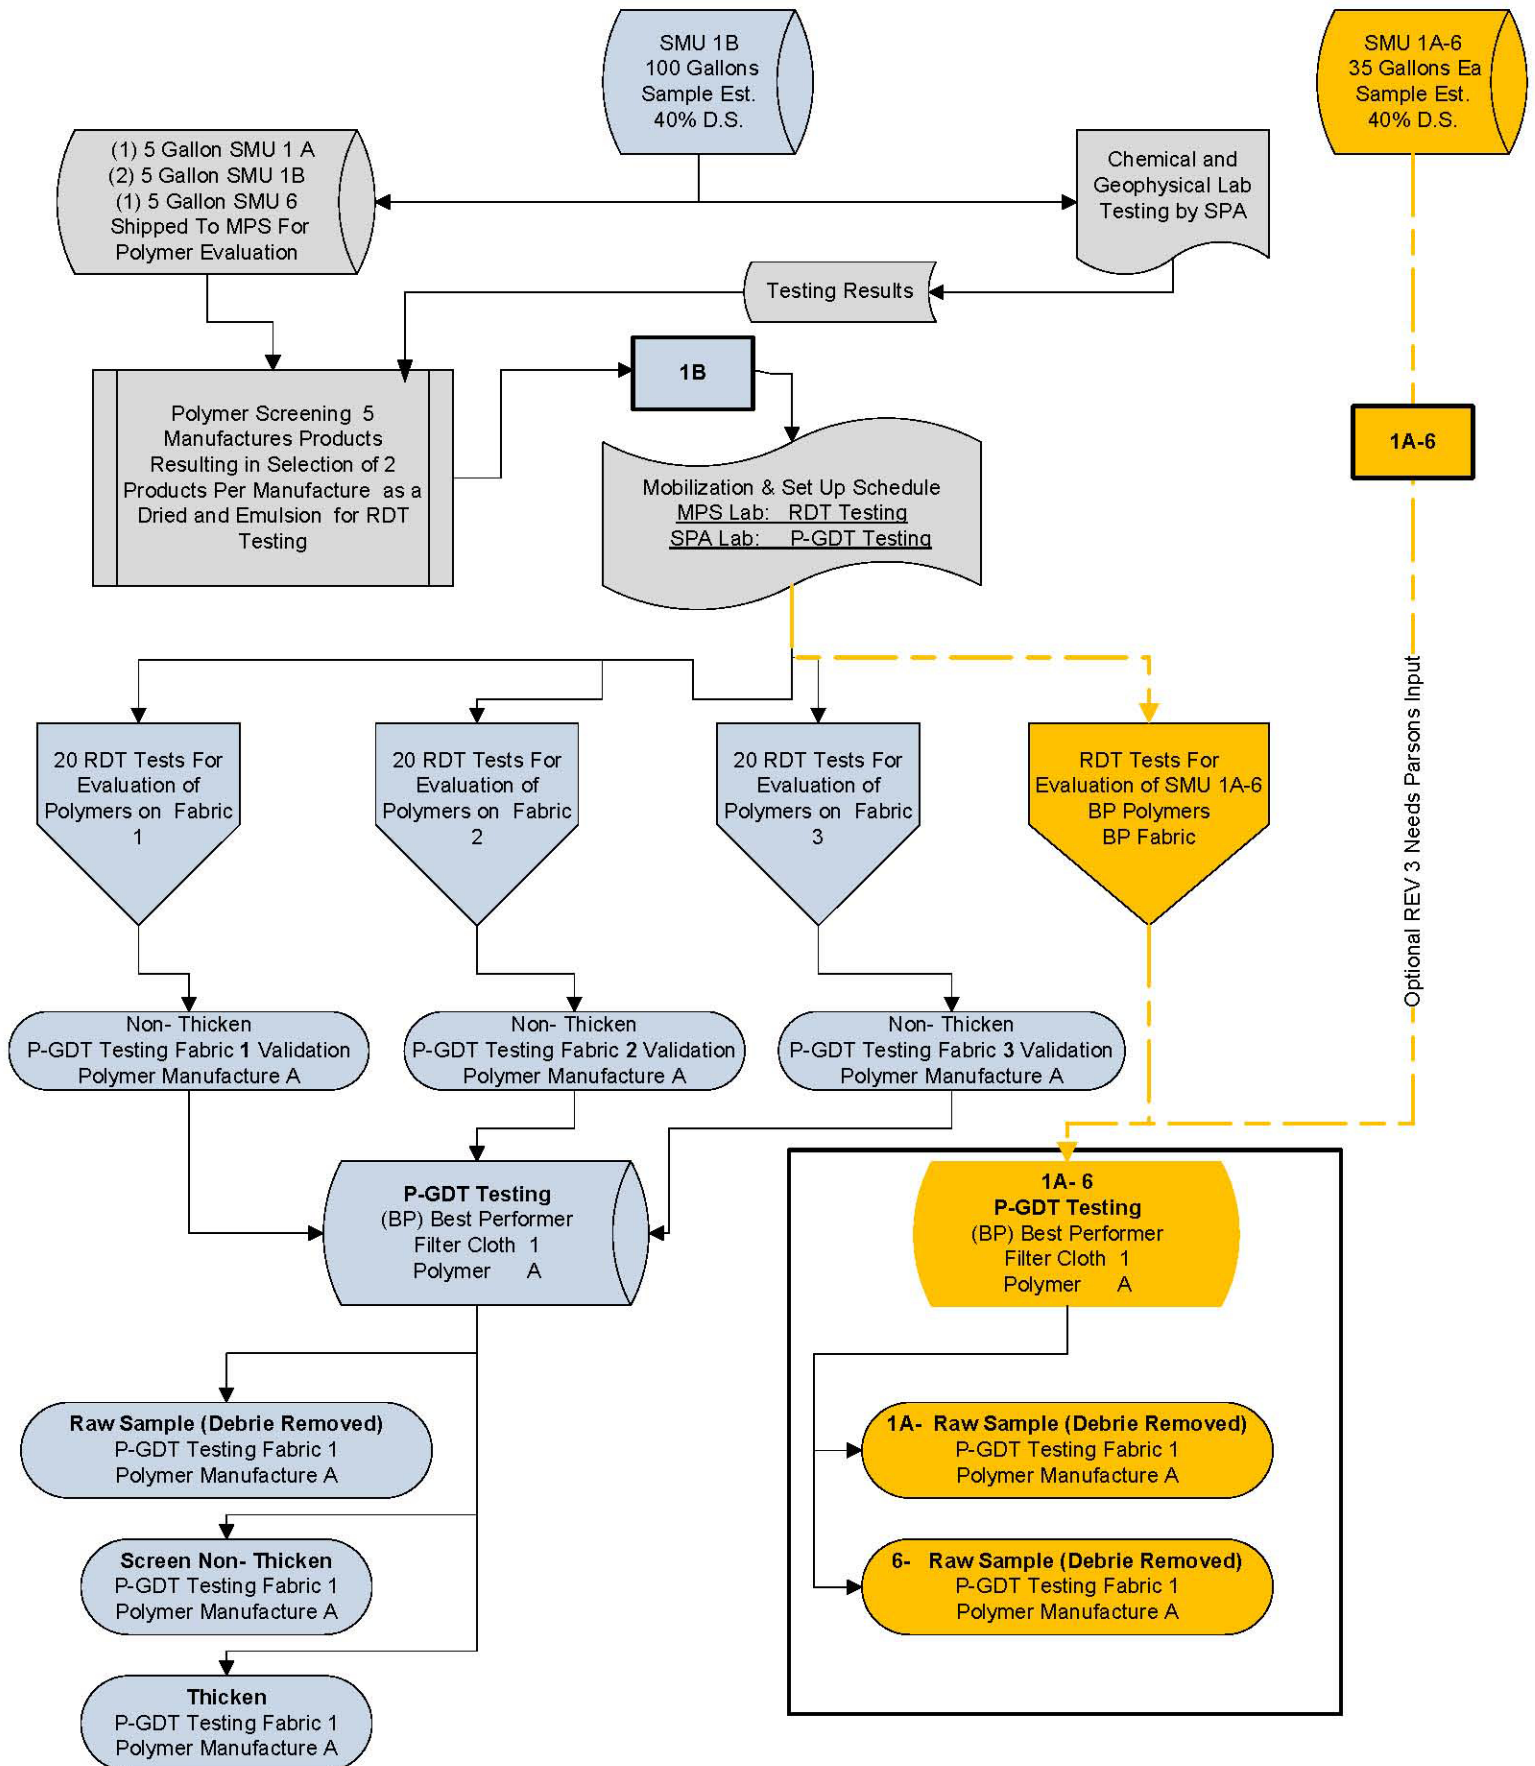 SMU 1B
100 Gallons
Sample Est.
40% D.S.
SMU 1A-6
35 Gallons Ea
Sample Est.
40% D.S.
(1) 5 Gallon SMU 1 A
(2) 5 Gallon SMU 1B
(1) 5 Gallon SMU 6
Shipped To MPS For
Polymer Evaluation
Chemical and
Geophysical Lab
Testing by SPA
Testing Results
1B
Polymer Screening 5
Manufactures Products
Resulting in Selection of 2
Products Per Manufacture as a
Dried and Emulsion for RDT
Testing
1A-6
Mobilization & Set Up Schedule
MPS Lab: RDT Testing
SPA Lab: P-GDT Testing
Optional REV 3 Needs Parsons Input
20 RDT Tests For
Evaluation of
Polymers on Fabric
1
20 RDT Tests For
Evaluation of
Polymers on Fabric
2
20 RDT Tests For
Evaluation of
Polymers on Fabric
3
RDT Tests For
Evaluation of SMU 1A-6
BP Polymers
BP Fabric
Non- Thicken
P-GDT Testing Fabric 1 Validation
Polymer Manufacture A
Non- Thicken
P-GDT Testing Fabric 2 Validation
Polymer Manufacture A
Non- Thicken
P-GDT Testing Fabric 3 Validation
Polymer Manufacture A
P-GDT Testing
(BP) Best Performer
Filter Cloth 1
Polymer A
1A- 6
P-GDT Testing
(BP) Best Performer
Filter Cloth 1
Polymer A
Raw Sample (Debrie Removed)
P-GDT Testing Fabric 1
Polymer Manufacture A
1A- Raw Sample (Debrie Removed)
P-GDT Testing Fabric 1
Polymer Manufacture A
Screen Non- Thicken
P-GDT Testing Fabric 1
Polymer Manufacture A
6- Raw Sample (Debrie Removed)
P-GDT Testing Fabric 1
Polymer Manufacture A
Thicken
P-GDT Testing Fabric 1
Polymer Manufacture A